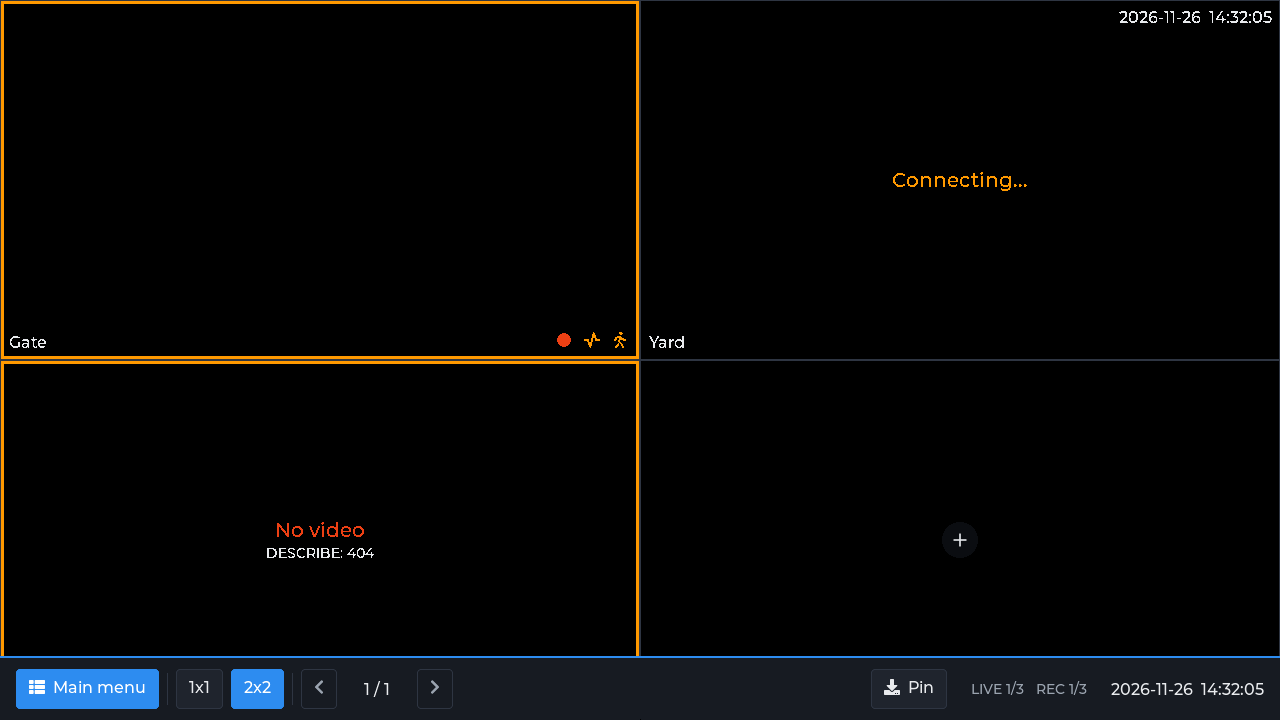 2026-11-26 14:32:05
Connecting...
Gate
Yard
No video
DESCRIBE: 404
+
Main menu
1x1
2x2
1 / 1
Pin
LIVE 1/3
REC 1/3
2026-11-26 14:32:05